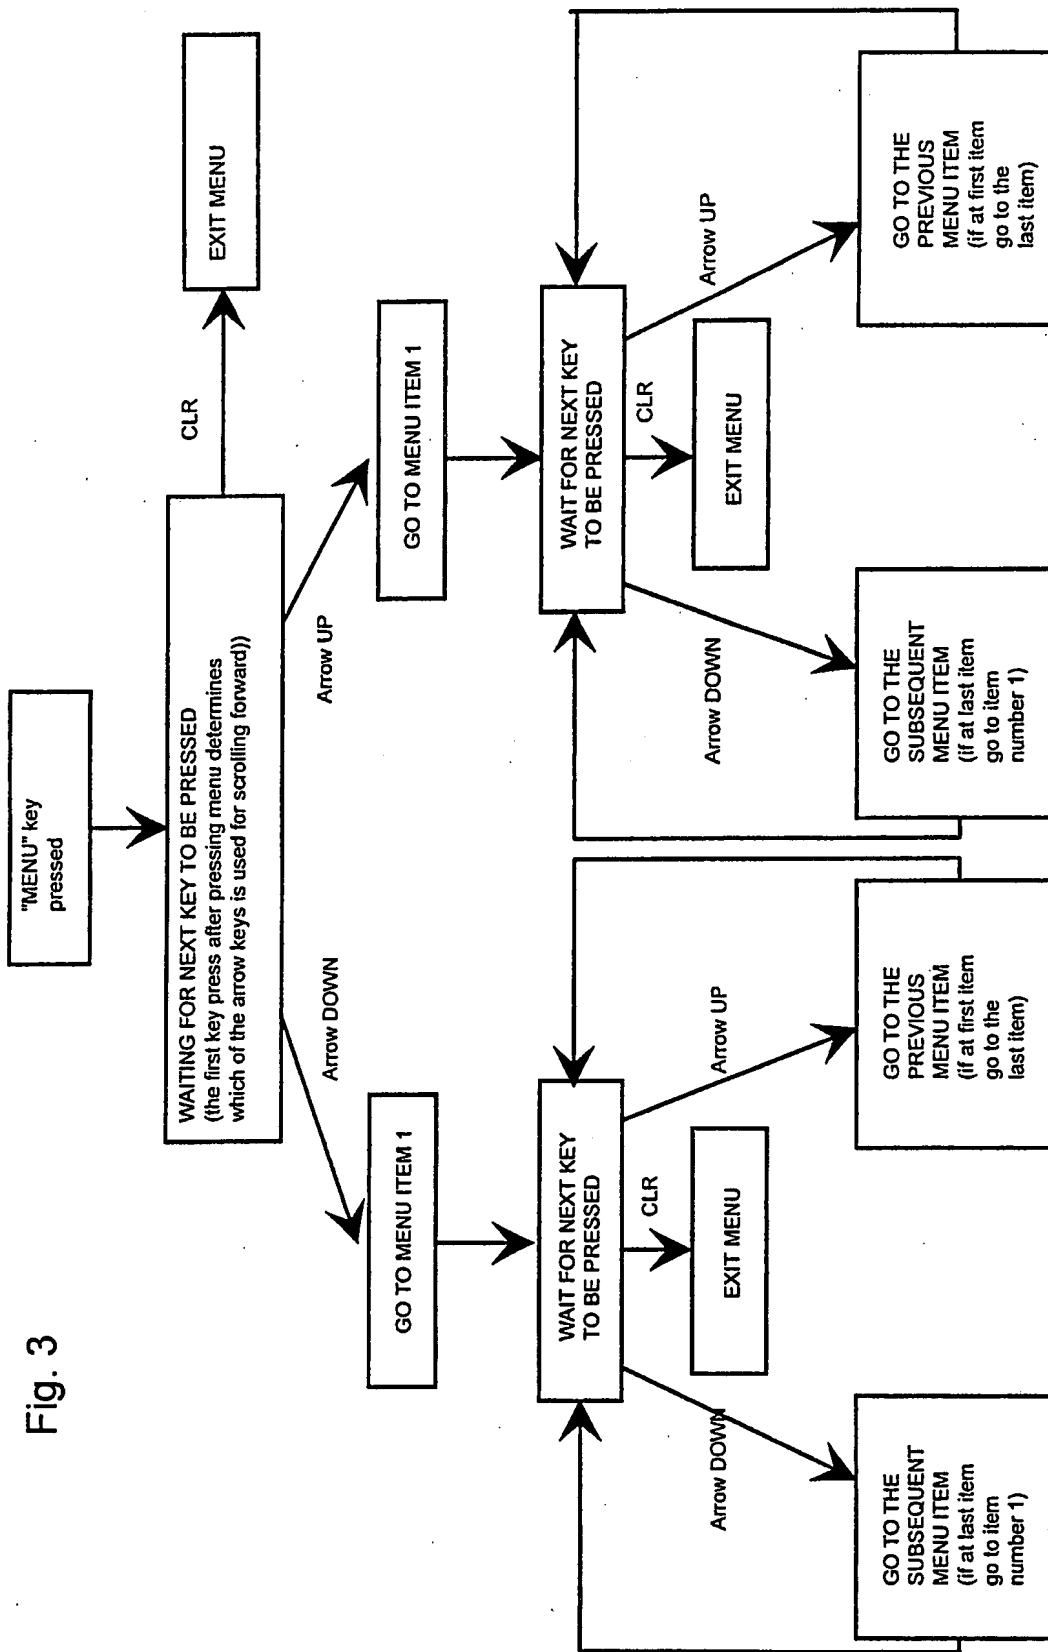 Fig. 3
"MENU" key
pressed
WAITING FOR NEXT KEY TO BE PRESSED
(the first key press after pressing menu determines
which of the arrow keys is used for scrolling forward))
CLR
EXIT MENU
Arrow DOWN
Arrow UP
GO TO MENU ITEM 1
GO TO MENU ITEM 1
WAIT FOR NEXT KEY
TO BE PRESSED
WAIT FOR NEXT KEY
TO BE PRESSED
Arrow DOWN
CLR
Arrow UP
Arrow DOWN
CLR
Arrow UP
EXIT MENU
EXIT MENU
GO TO THE
SUBSEQUENT
MENU ITEM
(if at last item
go to item
number 1)
GO TO THE
PREVIOUS
MENU ITEM
(if at first item
go to the
last item)
GO TO THE
SUBSEQUENT
MENU ITEM
(if at last item
go to item
number 1)
GO TO THE
PREVIOUS
MENU ITEM
(if at first item
go to the
last item)